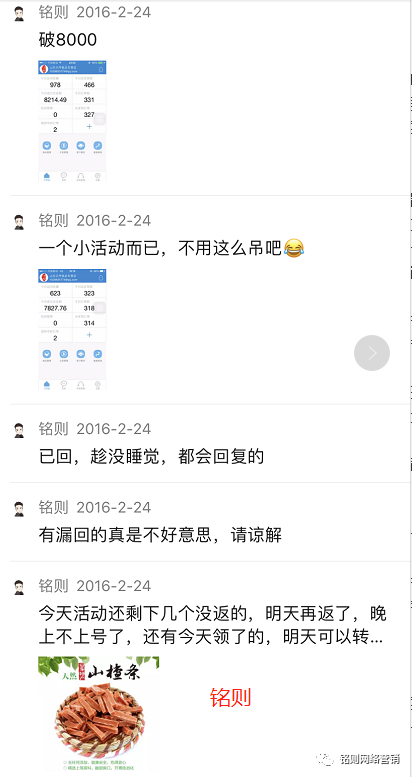 铭则 2016-2-24
破8000
978 466
8214.49 331
0 327
2 +
铭则 2016-2-24
一个小活动而已，不用这么吊吧😂
623 323
7827.76 318
0 314
2 +
铭则 2016-2-24
已回，趁没睡觉，都会回复的
铭则 2016-2-24
有漏回的真是不好意思，请谅解
铭则 2016-2-24
今天活动还剩下几个没返的，明天再返了，晚
上不上号了，还有今天领了的，明天可以转...
天然
山楂条
铭则
铭则网络营销